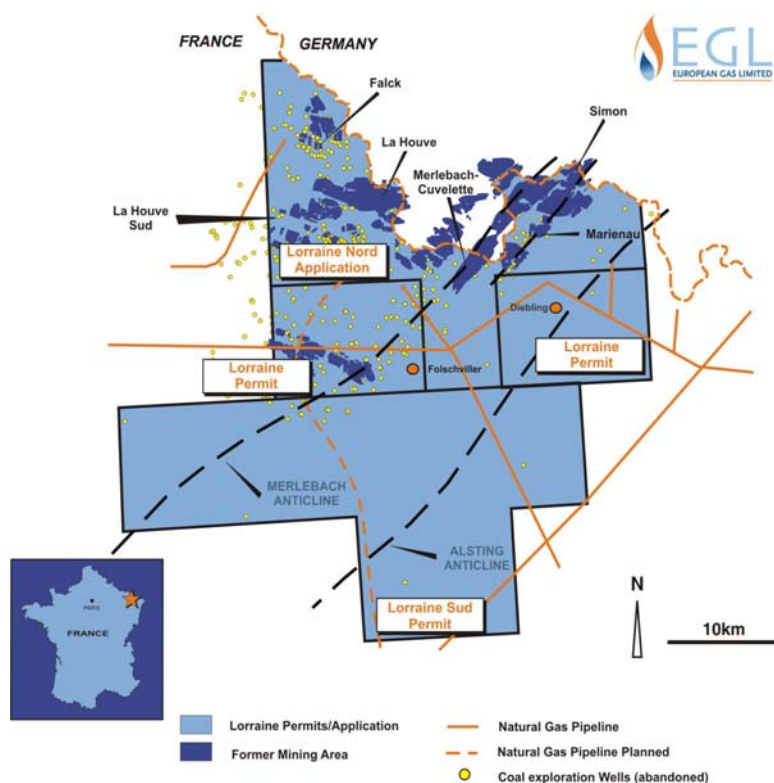 FRANCE
GERMANY
EGL
EUROPEAN GAS LIMITED
Falck
Simon
La Houve
Merlebach-
Cuvelette
La Houve
Sud
Marienau
Lorraine Nord
Application
Diebling
Lorraine
Permit
Lorraine
Permit
Folschviller
MERLEBACH
ANTICLINE
ALSTING
ANTICLINE
PARIS
FRANCE
Lorraine Sud
Permit
N
10km
Lorraine Permits/Application
Former Mining Area
Natural Gas Pipeline
Natural Gas Pipeline Planned
Coal exploration Wells (abandoned)